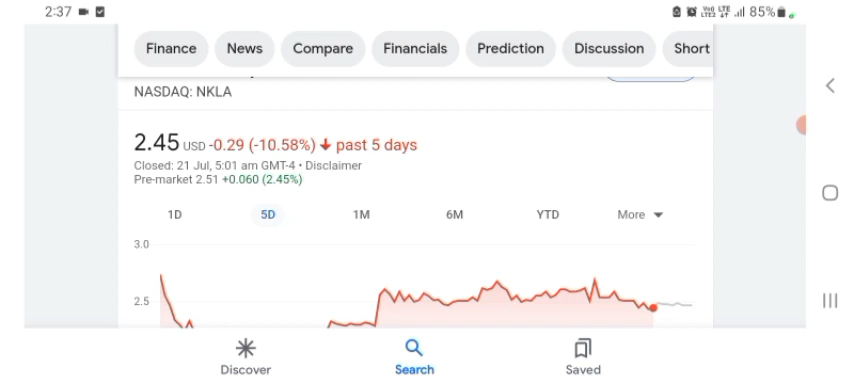 2:37
LTE2 LTE 85%
Finance News Compare Financials Prediction Discussion Short
NASDAQ: NKLA
2.45 USD -0.29 (-10.58%) ↓ past 5 days
Closed: 21 Jul, 5:01 am GMT-4 • Disclaimer
Pre-market 2.51 +0.060 (2.45%)
1D 5D 1M 6M YTD More
3.0
2.5
Discover Search Saved